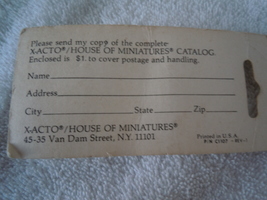 Please send my copy of the complete
X-ACTO®/HOUSE OF MINIATURES CATALOG.
Enclosed is $1. to cover postage and handling.
Name
Address
City State Zip
X-ACTO®/HOUSE OF MINIATURES®
45-35 Van Dam Street, N.Y. 11101
Printed in U.S.A.
P/N